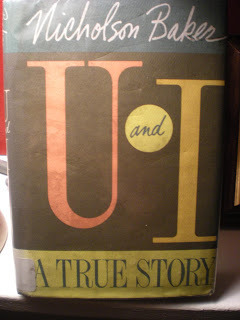 Nicholson Baker
U and I
A TRUE STORY